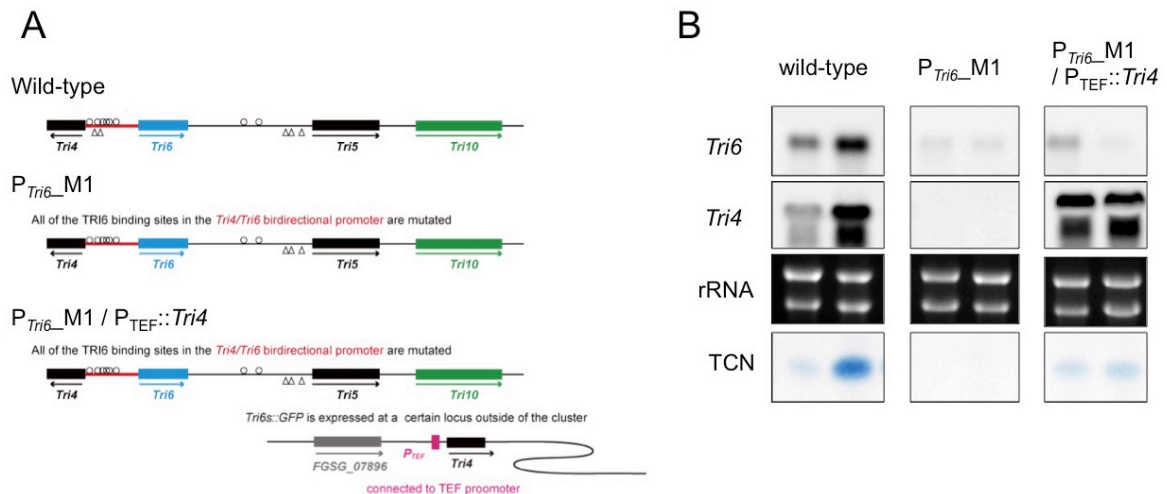 A
Wild-type
Tri4
Tri6
Tri5
Tri10
PTri6_M1
All of the TRI6 binding sites in the Tri4/Tri6 birdirectional promoter are mutated
Tri4
Tri6
Tri5
Tri10
PTri6_M1 / PTEF::Tri4
All of the TRI6 binding sites in the Tri4/Tri6 birdirectional promoter are mutated
Tri4
Tri6
Tri5
Tri10
Tri6s::GFP is expressed at a certain locus outside of the cluster
FGSG_07896
PTEF
Tri4
connected to TEF proomoter
B
wild-type
PTri6_M1
PTri6_M1
/ PTEF::Tri4
Tri6
Tri4
rRNA
TCN